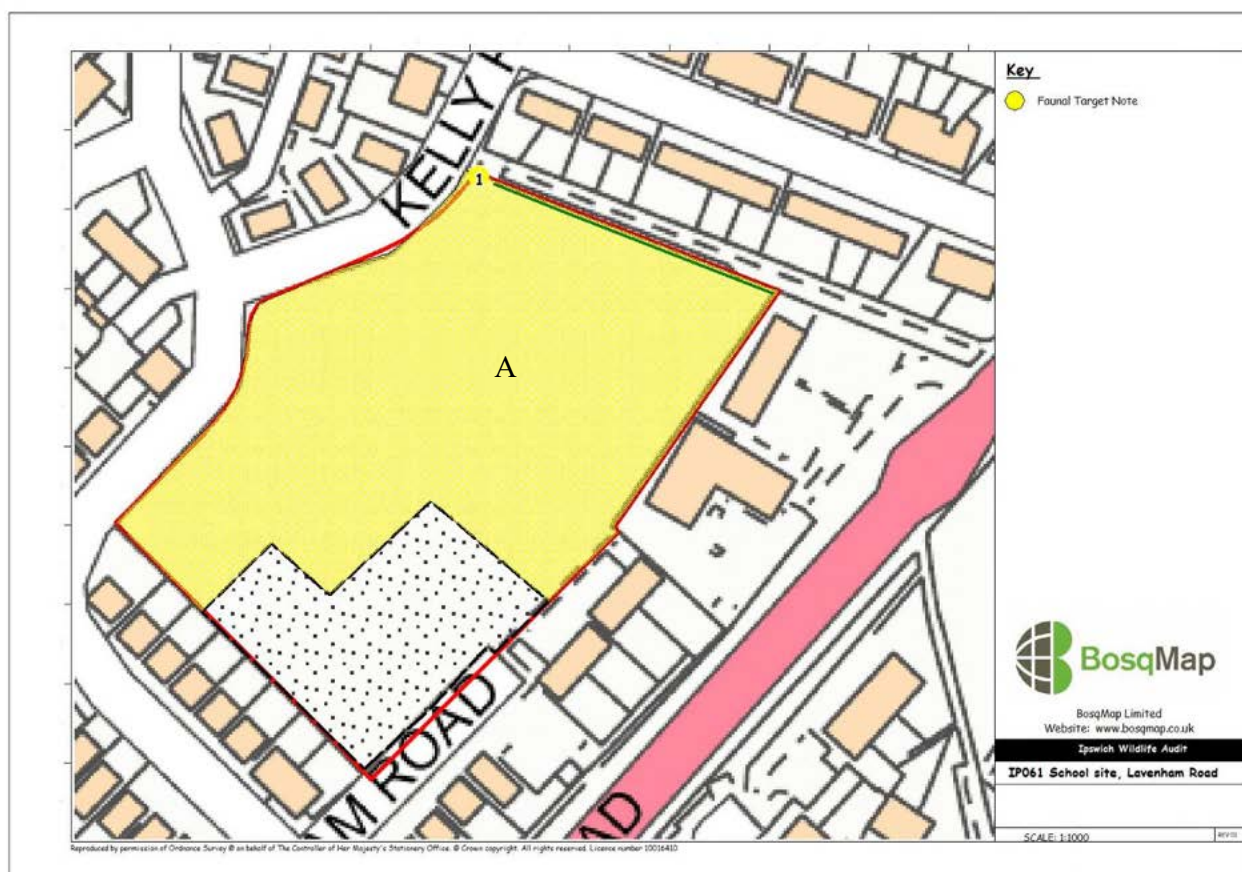 KELLY
1
A
AM ROAD
AD
Key
Faunal Target Note
BosqMap
BosqMap Limited
Website: www.bosqmap.co.uk
Ipswich Wildlife Audit
IP061 School site, Lavenham Road
SCALE: 1:1000
Reproduced by permission of Ordnance Survey © on behalf of The Controller of Her Majesty's Stationery Office. © Crown copyright. All rights reserved. Licence number 10016410